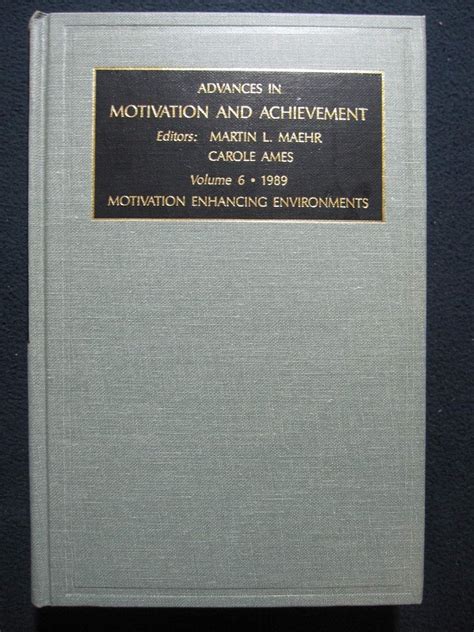 ADVANCES IN
MOTIVATION AND ACHIEVEMENT
Editors: MARTIN L. MAEHR
CAROLE AMES
Volume 6 • 1989
MOTIVATION ENHANCING ENVIRONMENTS